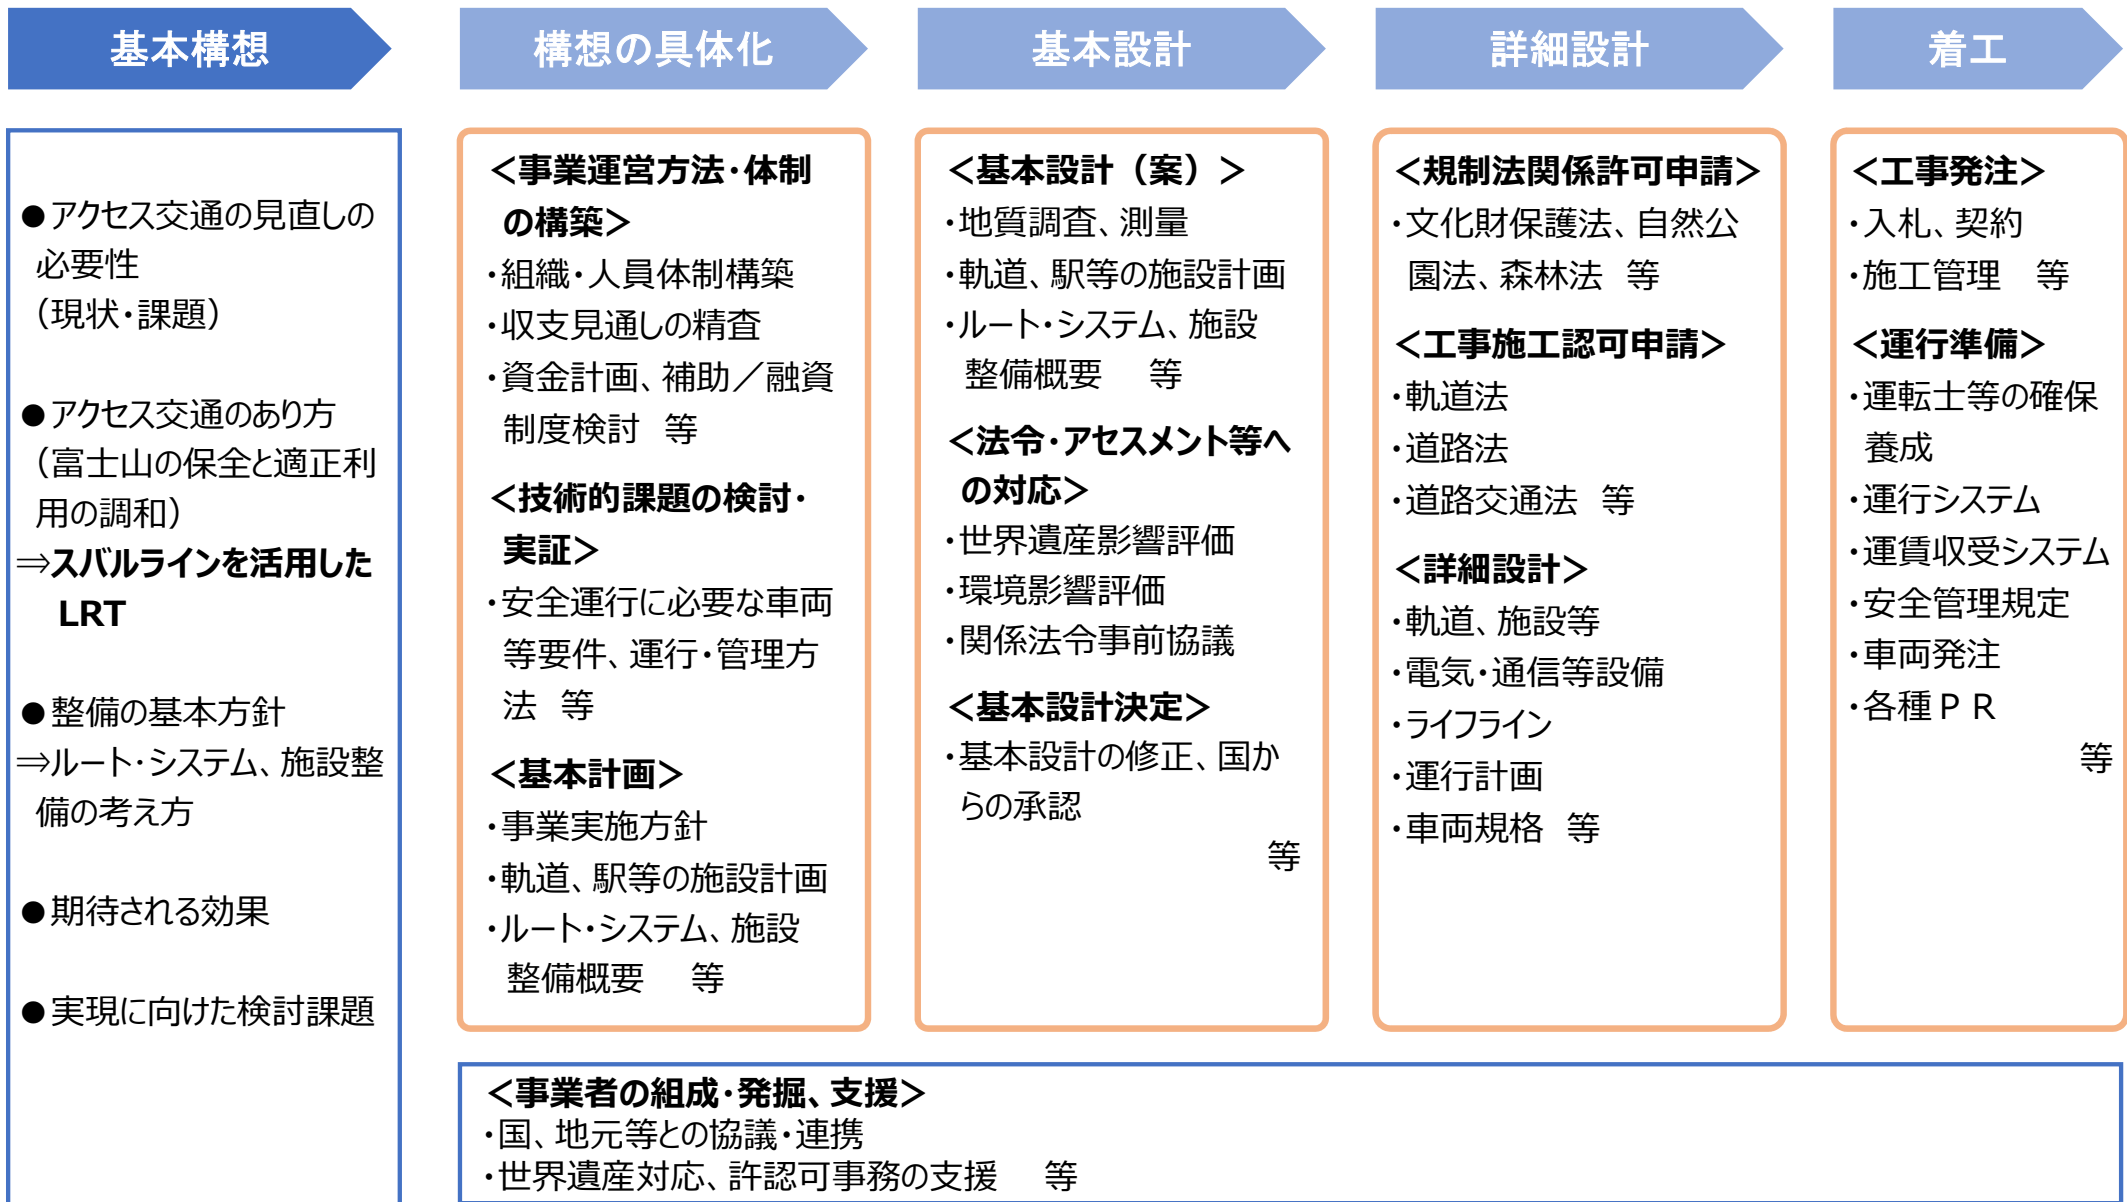 基本構想
構想の具体化
基本設計
詳細設計
着工
●アクセス交通の見直しの
必要性
（現状・課題）
●アクセス交通のあり方
（富士山の保全と適正利
用の調和）
⇒スバルラインを活用した
LRT
●整備の基本方針
⇒ルート・システム、施設整
備の考え方
●期待される効果
●実現に向けた検討課題
＜事業運営方法・体制
の構築＞
・組織・人員体制構築
・収支見通しの精査
・資金計画、補助／融資
制度検討　等
＜技術的課題の検討・
実証＞
・安全運行に必要な車両
等要件、運行・管理方
法　等
＜基本計画＞
・事業実施方針
・軌道、駅等の施設計画
・ルート・システム、施設
整備概要　等
＜基本設計（案）＞
・地質調査、測量
・軌道、駅等の施設計画
・ルート・システム、施設
整備概要　等
＜法令・アセスメント等へ
の対応＞
・世界遺産影響評価
・環境影響評価
・関係法令事前協議
＜基本設計決定＞
・基本設計の修正、国か
らの承認
等
＜規制法関係許可申請＞
・文化財保護法、自然公
園法、森林法　等
＜工事施工認可申請＞
・軌道法
・道路法
・道路交通法　等
＜詳細設計＞
・軌道、施設等
・電気・通信等設備
・ライフライン
・運行計画
・車両規格　等
＜工事発注＞
・入札、契約
・施工管理　等
＜運行準備＞
・運転士等の確保
養成
・運行システム
・運賃収受システム
・安全管理規定
・車両発注
・各種ＰＲ
等
＜事業者の組成・発掘、支援＞
・国、地元等との協議・連携
・世界遺産対応、許認可事務の支援　等